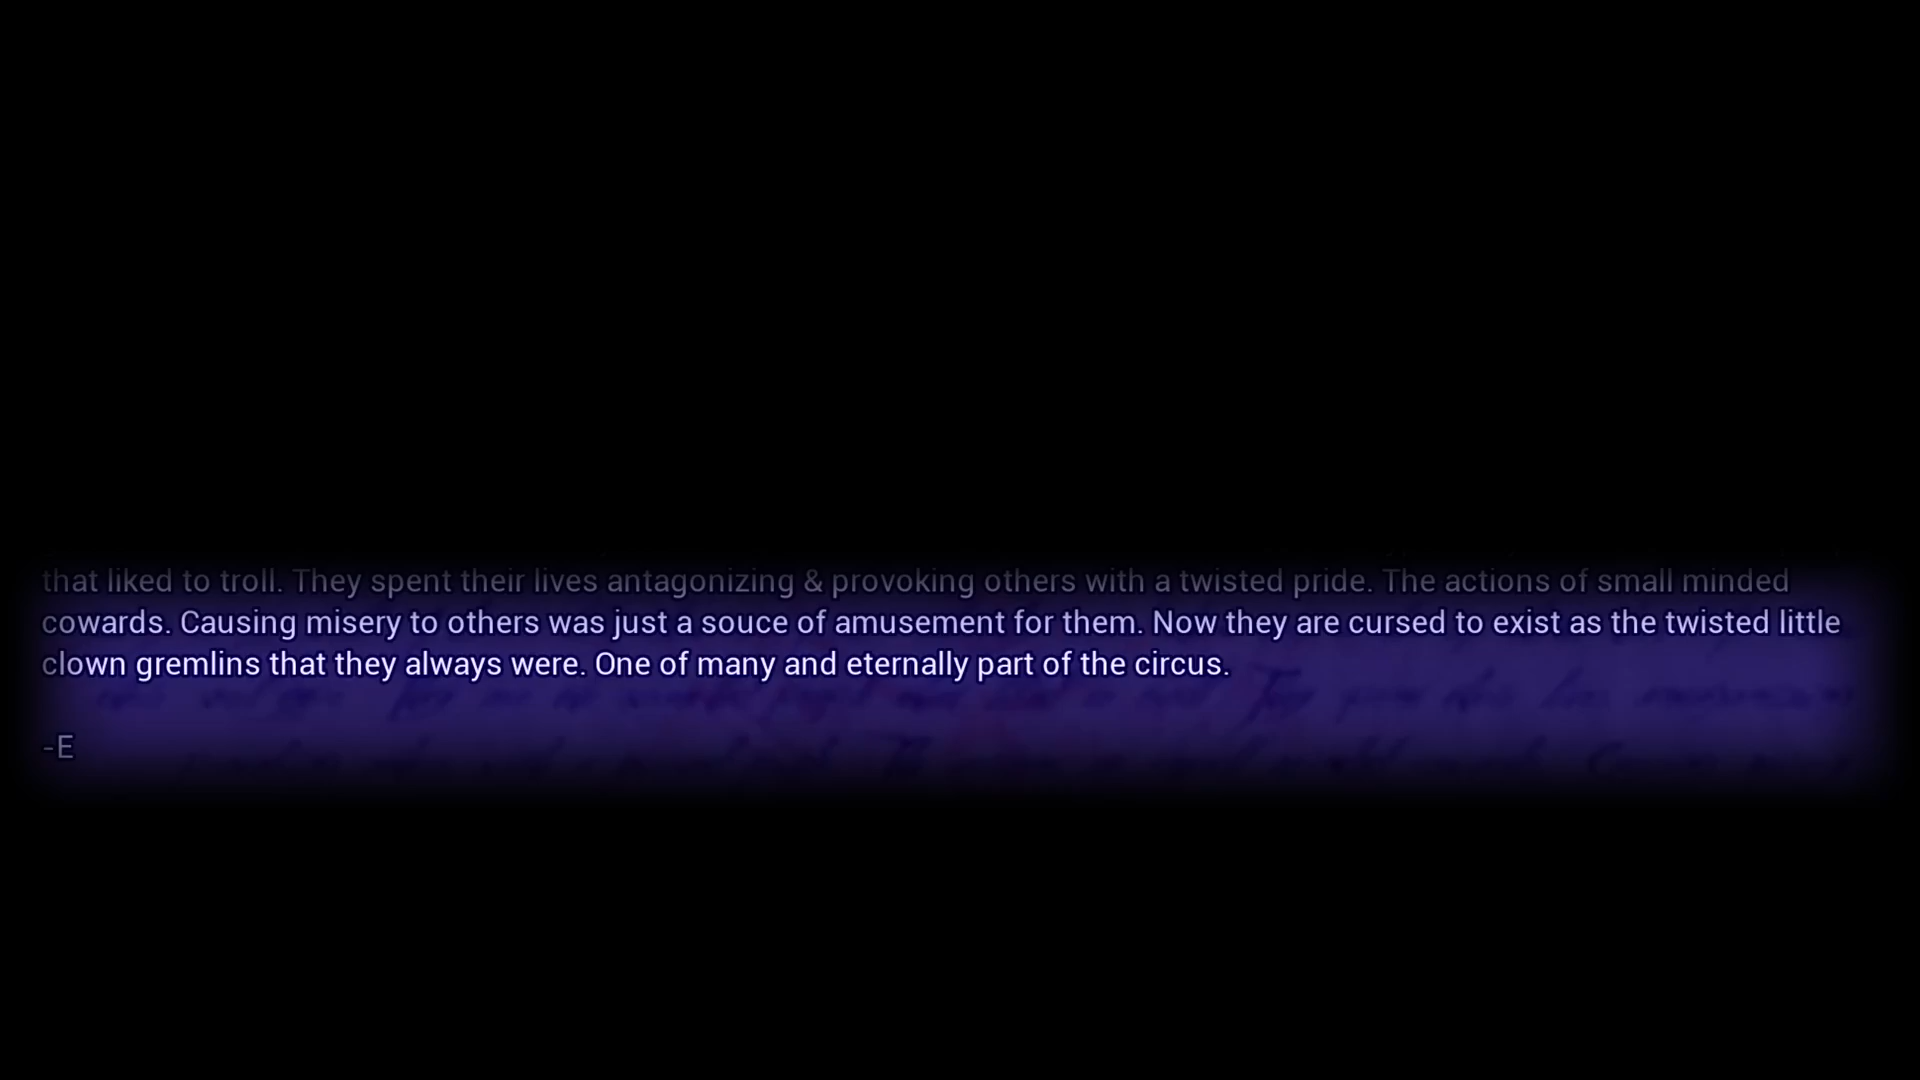 that liked to troll. They spent their lives antagonizing & provoking others with a twisted pride. The actions of small minded
cowards. Causing misery to others was just a souce of amusement for them. Now they are cursed to exist as the twisted little
clown gremlins that they always were. One of many and eternally part of the circus.
-E